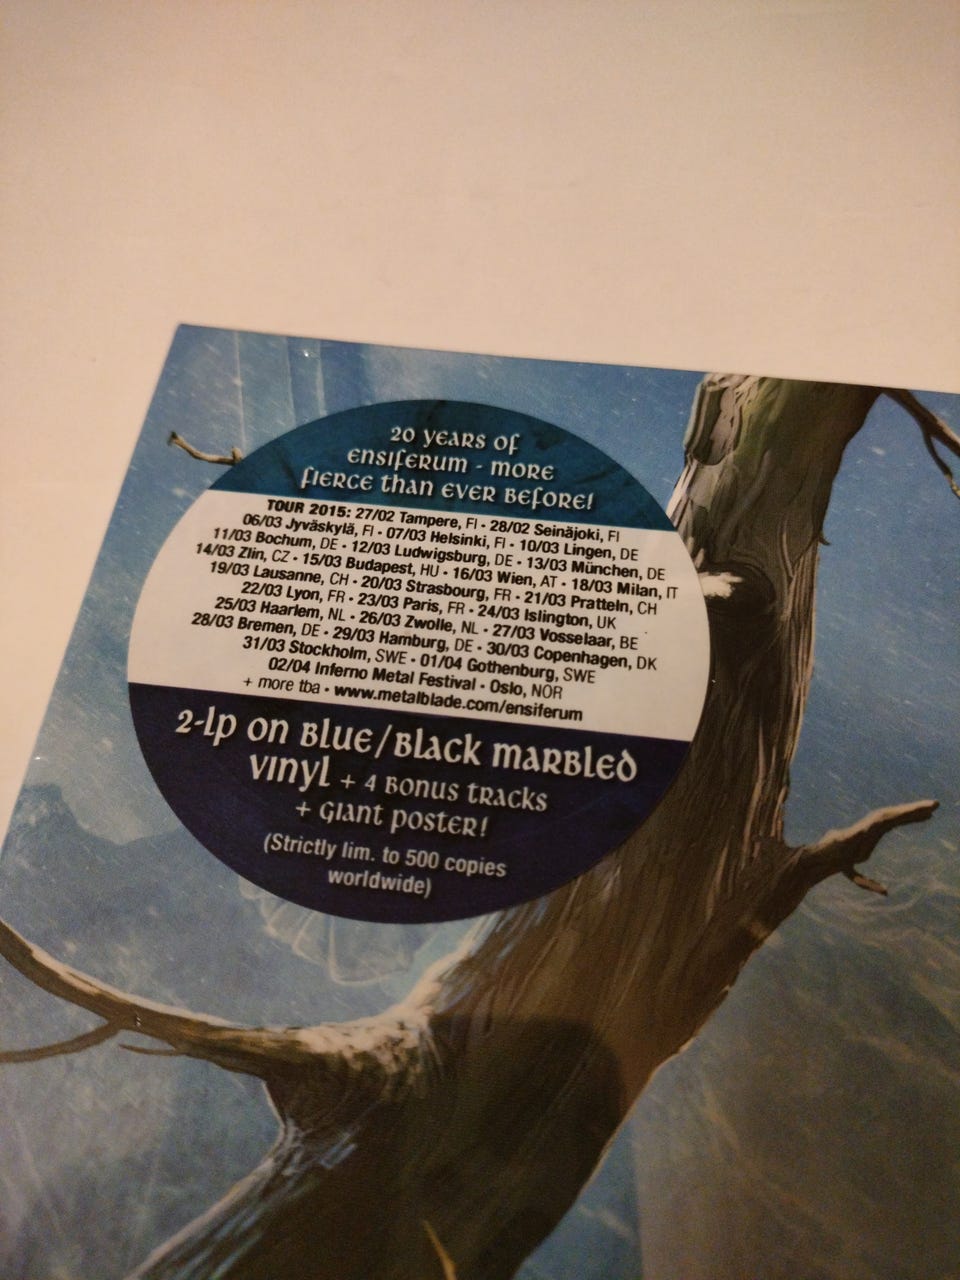 20 years of
Ensiferum - more
fierce than ever before!
TOUR 2015: 27/02 Tampere, FI • 28/02 Seinäjoki, FI
06/03 Jyväskylä, FI • 07/03 Helsinki, FI • 10/03 Lingen, DE
11/03 Bochum, DE • 12/03 Ludwigsburg, DE • 13/03 München, DE
14/03 Zlin, CZ • 15/03 Budapest, HU • 16/03 Wien, AT • 18/03 Milan, IT
19/03 Lausanne, CH • 20/03 Strasbourg, FR • 21/03 Pratteln, CH
22/03 Lyon, FR • 23/03 Paris, FR • 24/03 Islington, UK
25/03 Haarlem, NL • 26/03 Zwolle, NL • 27/03 Vosselaar, BE
28/03 Bremen, DE • 29/03 Hamburg, DE • 30/03 Copenhagen, DK
31/03 Stockholm, SWE • 01/04 Gothenburg, SWE
02/04 Inferno Metal Festival • Oslo, NOR
+ more tba • www.metalblade.com/ensiferum
2-lp on blue/black marbled
vinyl + 4 bonus tracks
+ giant poster!
(Strictly lim. to 500 copies
worldwide)